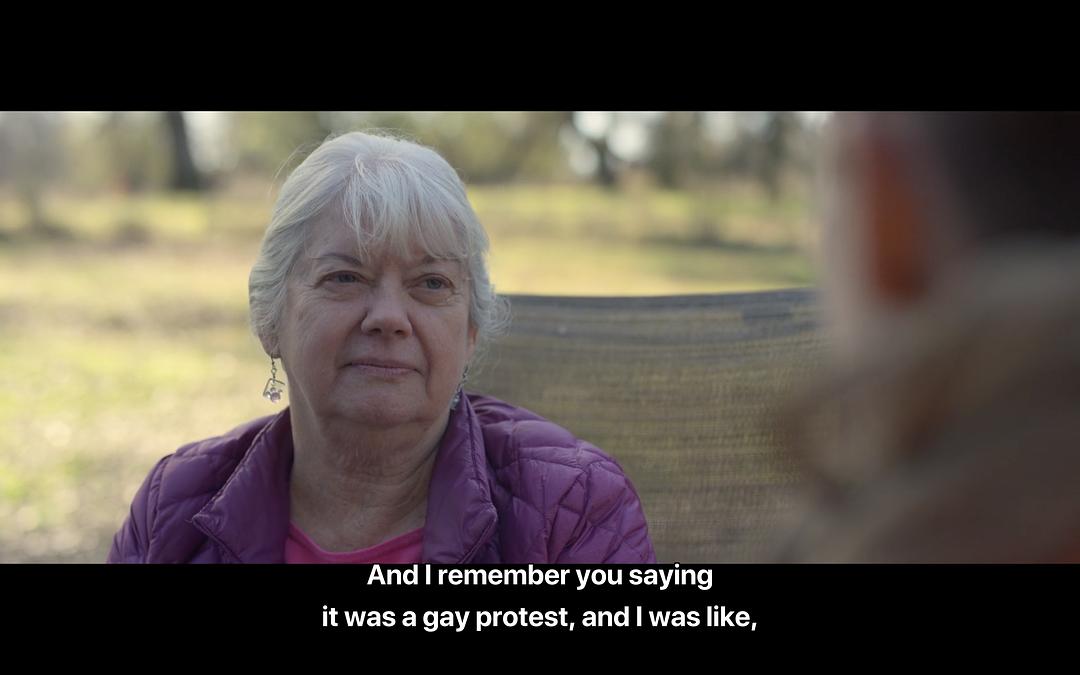 And I remember you saying
it was a gay protest, and I was like,